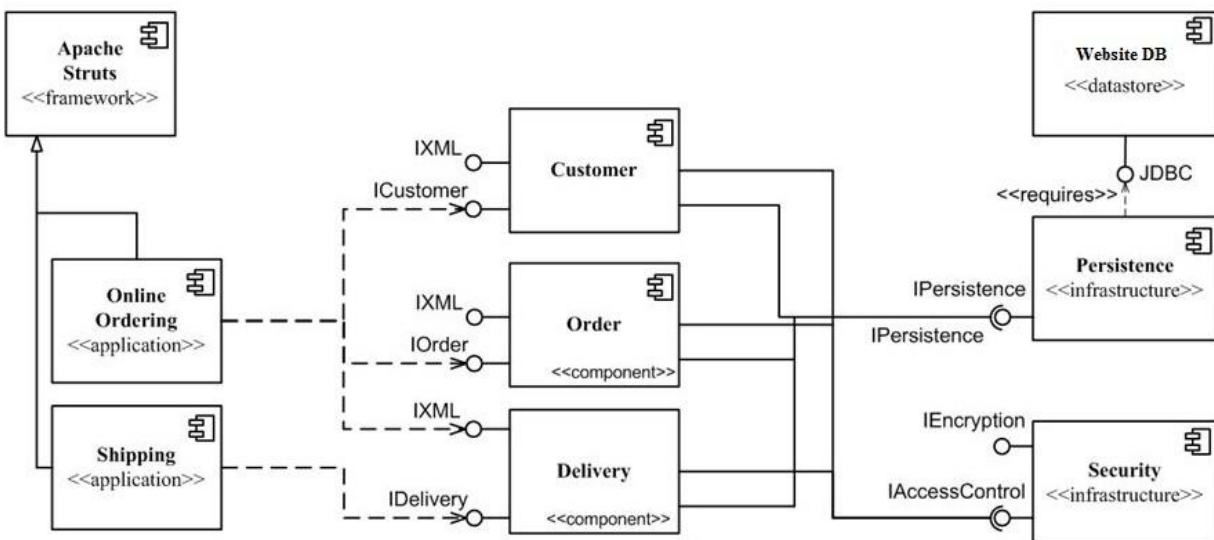 Apache
Struts
<<framework>>
Website DB
<<datastore>>
IXML
Customer
ICustomer
JDBC
<<requires>>
Online
Ordering
<<application>>
IXML
Order
IOrder
<<component>>
IPersistence
IPersistence
Persistence
<<infrastructure>>
Shipping
<<application>>
IXML
Delivery
IDelivery
<<component>>
IEncryption
IAccessControl
Security
<<infrastructure>>